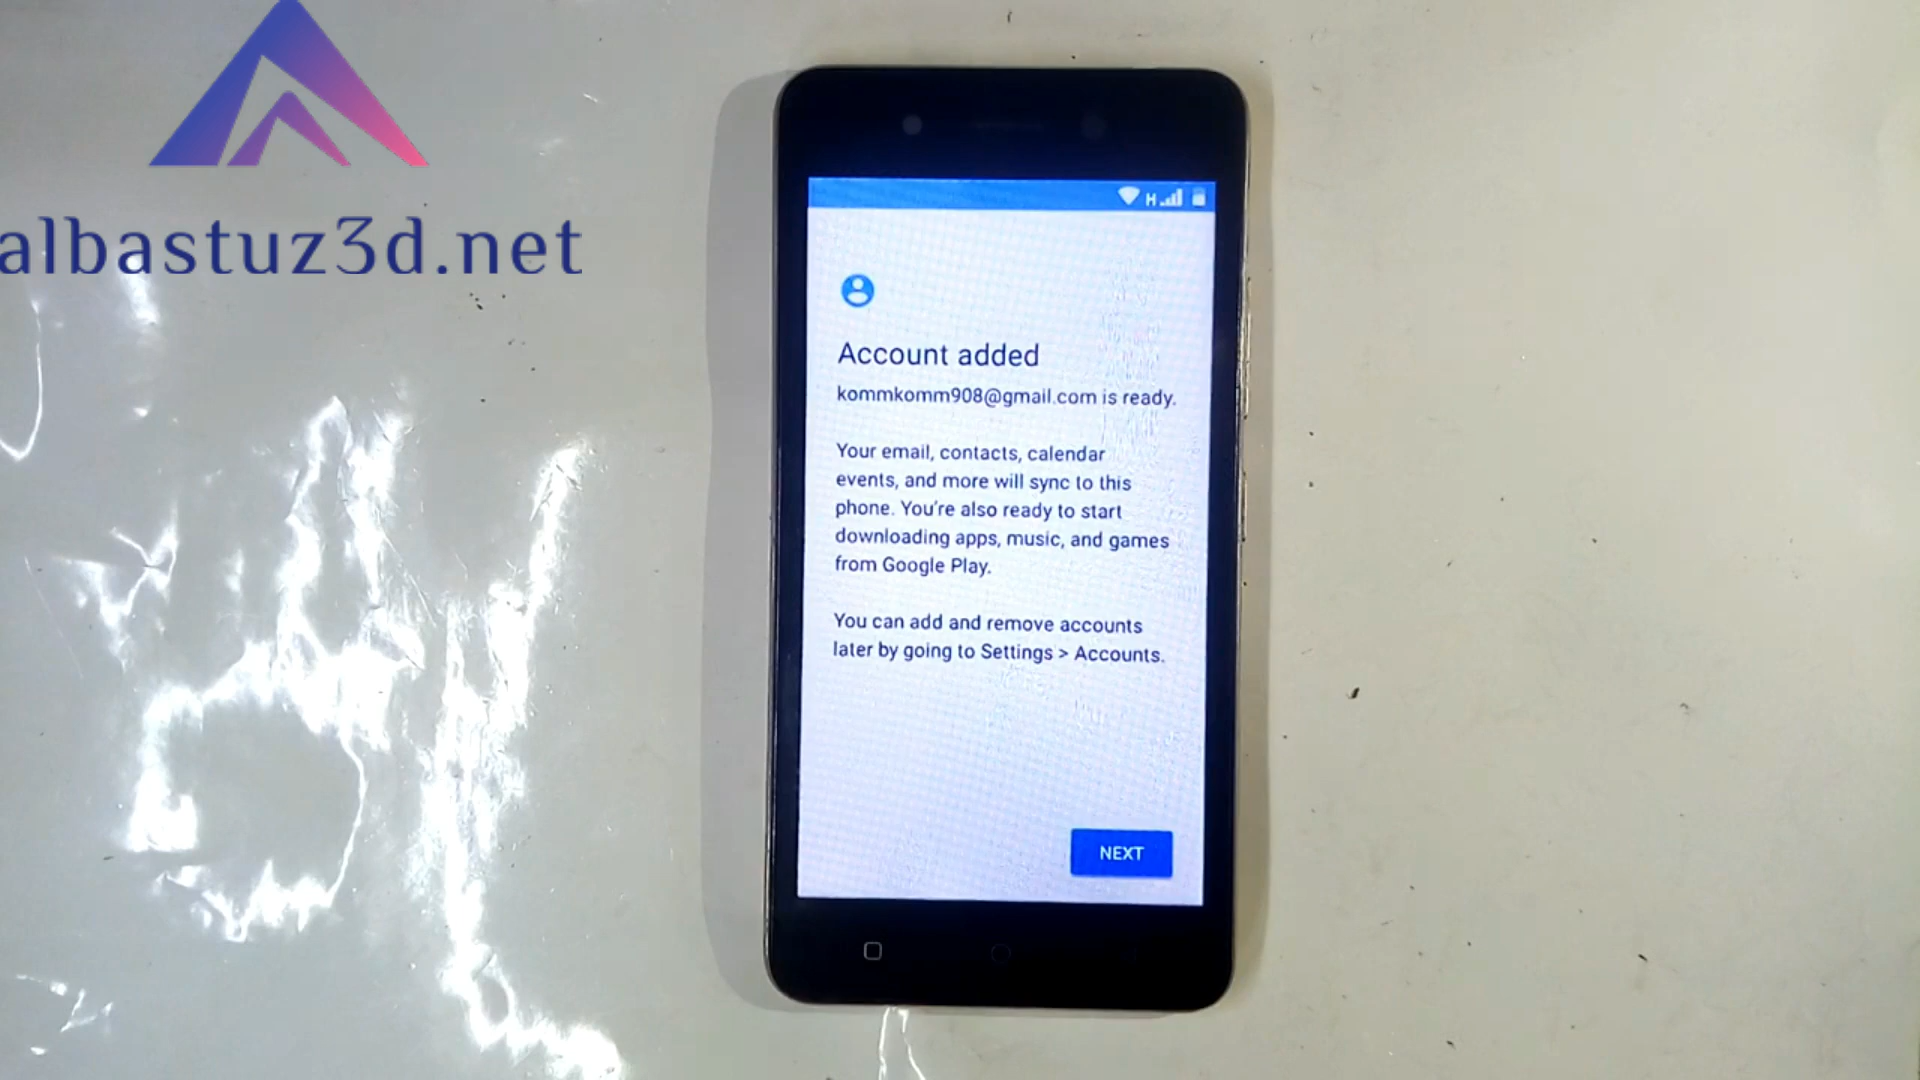 albastuz3d.net
H
Account added
kommkomm908@gmail.com is ready.
Your email, contacts, calendar
events, and more will sync to this
phone. You're also ready to start
downloading apps, music, and games
from Google Play.
You can add and remove accounts
later by going to Settings > Accounts.
NEXT